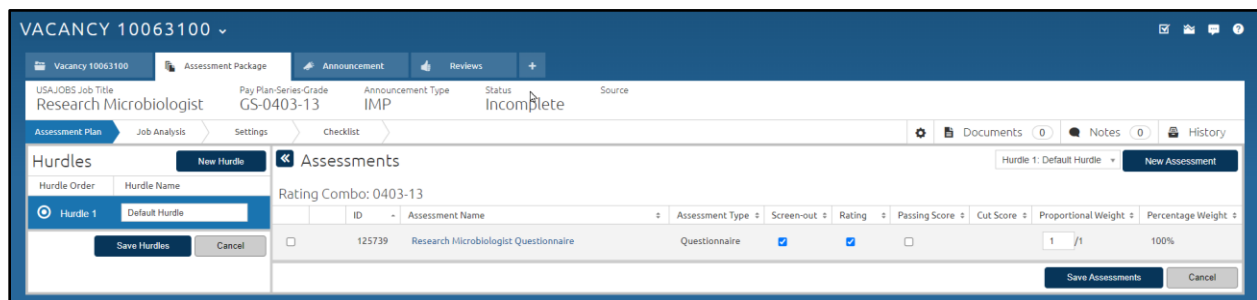 VACANCY 10063100
Vacancy 10063100 Assessment Package Announcement Reviews +
USAJOBS Job Title Pay Plan-Series-Grade Announcement Type Status Source
Research Microbiologist GS-0403-13 IMP Incomplete
Assessment Plan Job Analysis Settings Checklist Documents 0 Notes 0 History
Hurdles New Hurdle Assessments Hurdle 1: Default Hurdle New Assessment
Hurdle Order Hurdle Name
Rating Combo: 0403-13
Hurdle 1 Default Hurdle
ID Assessment Name Assessment Type Screen-out Rating Passing Score Cut Score Proportional Weight Percentage Weight
125739 Research Microbiologist Questionnaire Questionnaire 1 /1 100%
Save Hurdles Cancel
Save Assessments Cancel